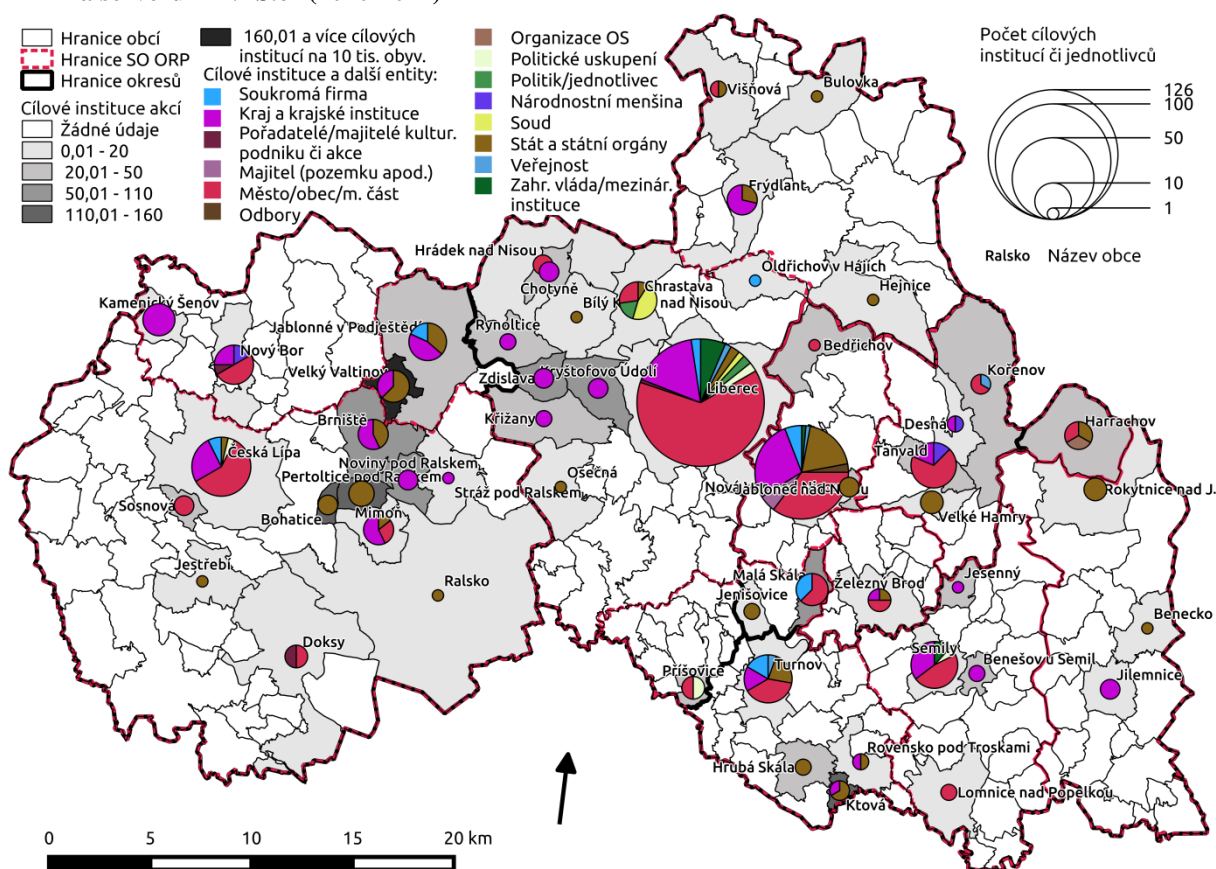 Hranice obcí
Hranice SO ORP
Hranice okresů
Cílové instituce akcí
Žádné údaje
0,01 - 20
20,01 - 50
50,01 - 110
110,01 - 160
160,01 a více cílových
institucí na 10 tis. obyv.
Cílové instituce a další entity:
Soukromá firma
Kraj a krajské instituce
Pořadatelé/majitelé kultur.
podniku či akce
Majitel (pozemku apod.)
Město/obec/m. část
Odbory
Organizace OS
Politické uskupení
Politik/jednotlivec
Národnostní menšina
Soud
Stát a státní orgány
Veřejnost
Zahr. vláda/mezinár.
instituce
Počet cílových
institucí či jednotlivců
126
100
50
10
1
Ralsko Název obce
Višňová
Bulovka
Frýdlant
Hrádek nad Nisou
Chotyně
Oldřichov v Hájích
Hejnice
Chrastava
Bílý K
nad Nisou
Kamenický Šenov
Jablonné v Podještědí
Rynoltice
Nový Bor
Velký Valtinov
Zdislava
Kryštofovo Údolí
Liberec
Bedřichov
Kořenov
Křižany
Brniště
Desná
Harrachov
Česká Lípa
Noviny pod Ralskem
Tanvald
Pertoltice pod Ralskem
Osečná
Stráž pod Ralskem
Jablonec nad Nisou
Rokytnice nad J.
Sosnová
Bohatice
Mimoň
Velké Hamry
Jestřebí
Ralsko
Malá Skála
Železný Brod
Jesenný
Jenišovice
Benecko
Doksy
Semily
Benešov u Semil
Příšovice
Turnov
Jilemnice
Rovensko pod Troskami
Hrubá Skála
Ktová
Lomnice nad Popelkou
0 5 10 15 20 km